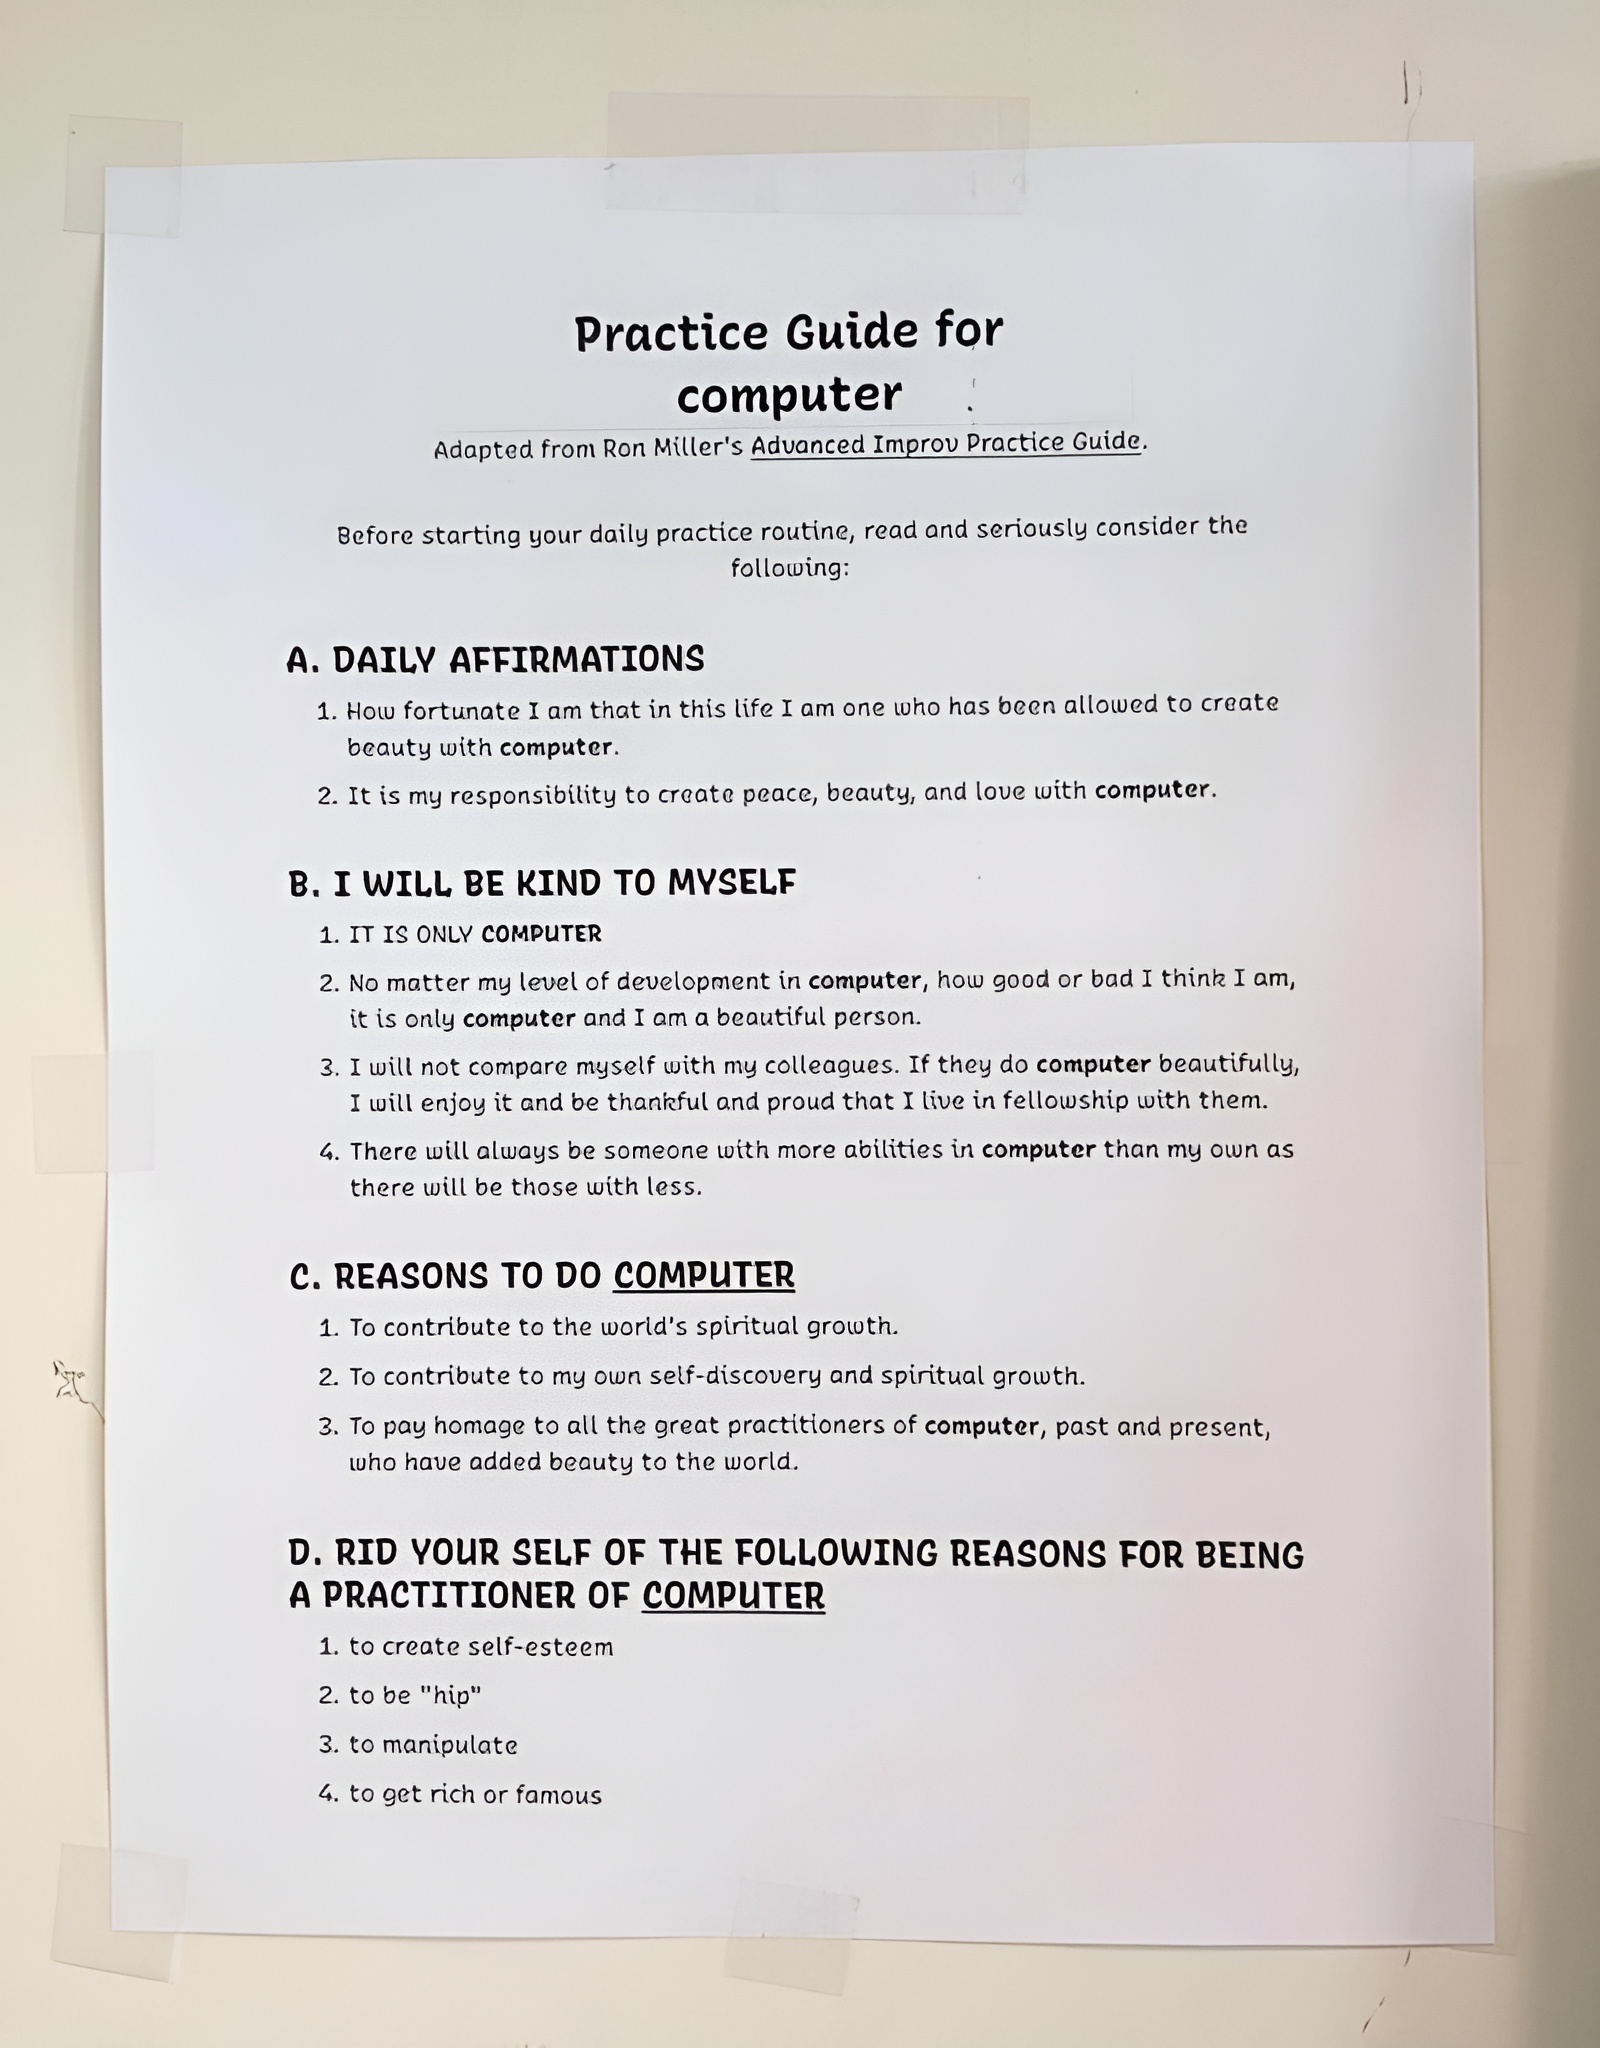 Practice Guide for
computer
Adapted from Ron Miller's Advanced Improv Practice Guide.
Before starting your daily practice routine, read and seriously consider the
following:
A. DAILY AFFIRMATIONS
1. How fortunate I am that in this life I am one who has been allowed to create
beauty with computer.
2. It is my responsibility to create peace, beauty, and love with computer.
B. I WILL BE KIND TO MYSELF
1. IT IS ONLY COMPUTER
2. No matter my level of development in computer, how good or bad I think I am,
it is only computer and I am a beautiful person.
3. I will not compare myself with my colleagues. If they do computer beautifully,
I will enjoy it and be thankful and proud that I live in fellowship with them.
4. There will always be someone with more abilities in computer than my own as
there will be those with less.
C. REASONS TO DO COMPUTER
1. To contribute to the world's spiritual growth.
2. To contribute to my own self-discovery and spiritual growth.
3. To pay homage to all the great practitioners of computer, past and present,
who have added beauty to the world.
D. RID YOUR SELF OF THE FOLLOWING REASONS FOR BEING
A PRACTITIONER OF COMPUTER
1. to create self-esteem
2. to be "hip"
3. to manipulate
4. to get rich or famous